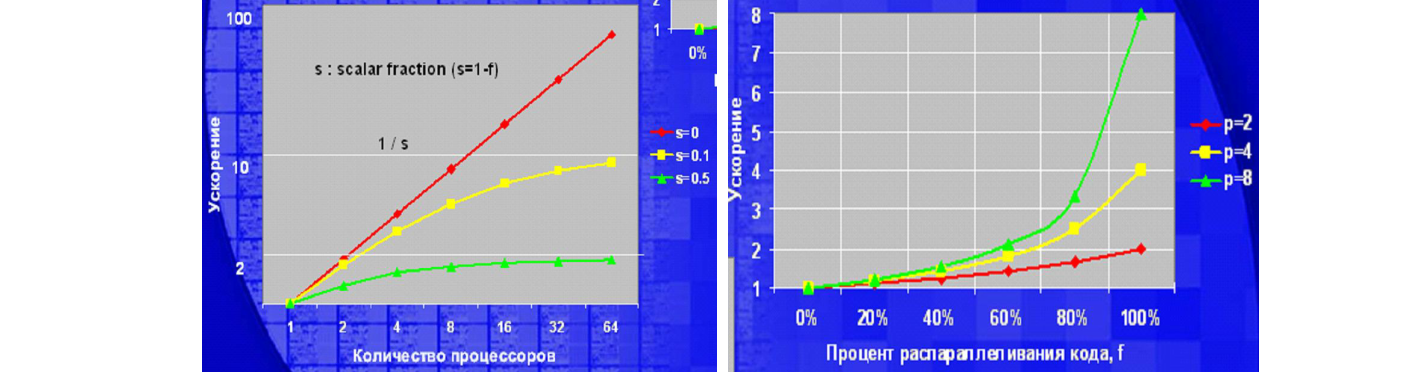 100
s : scalar fraction (s=1-f)
1 / s
10
2
Ускорение
1 2 4 8 16 32 64
Количество процессоров
s=0
s=0.1
s=0.5
2
1
0%
8
7
6
5
4
3
2
1
Ускорение
0% 20% 40% 60% 80% 100%
Процент распараллеливания кода, f
p=2
p=4
p=8